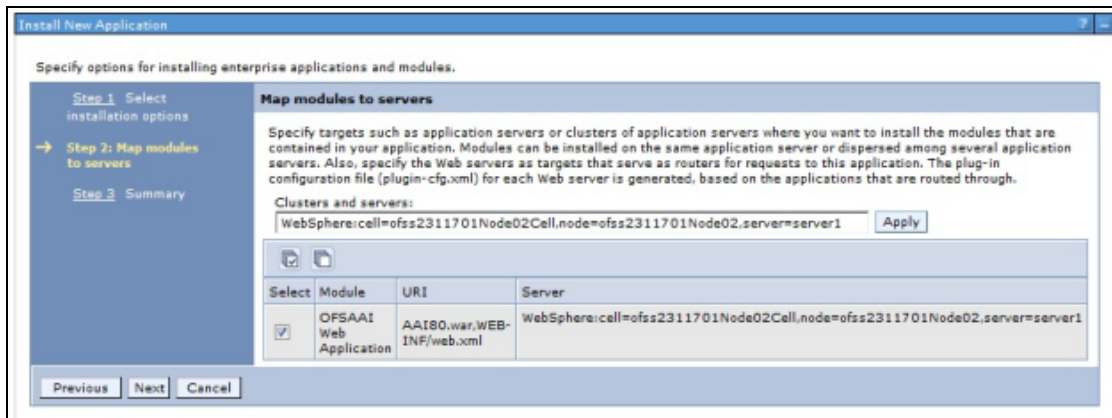 Install New Application
? –
Specify options for installing enterprise applications and modules.
Step 1 Select
installation options
Step 2: Map modules
to servers
Step 3 Summary
Map modules to servers
Specify targets such as application servers or clusters of application servers where you want to install the modules that are
contained in your application. Modules can be installed on the same application server or dispersed among several application
servers. Also, specify the Web servers as targets that serve as routers for requests to this application. The plug-in
configuration file (plugin-cfg.xml) for each Web server is generated, based on the applications that are routed through.
Clusters and servers:
WebSphere:cell=ofss2311701Node02Cell,node=ofss2311701Node02,server=server1 Apply
Select Module URI Server
OFSAAI
Web
Application
AAI80.war,WEB-
INF/web.xml
WebSphere:cell=ofss2311701Node02Cell,node=ofss2311701Node02,server=server1
Previous Next Cancel